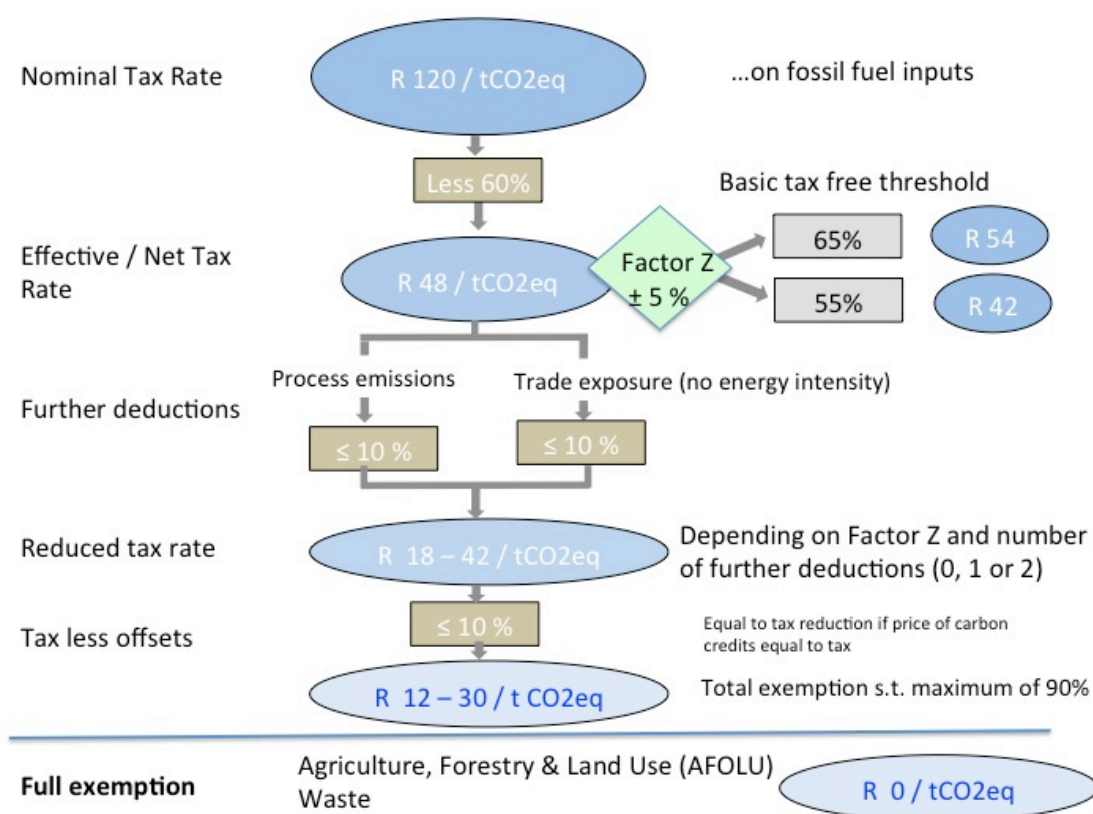 Nominal Tax Rate
R 120 / tCO2eq
...on fossil fuel inputs
Less 60%
Basic tax free threshold
Effective / Net Tax
Rate
R 48 / tCO2eq
Factor Z
± 5 %
65%
R 54
55%
R 42
Process emissions
Trade exposure (no energy intensity)
Further deductions
≤ 10 %
≤ 10 %
Reduced tax rate
R 18 – 42 / tCO2eq
Depending on Factor Z and number
of further deductions (0, 1 or 2)
Tax less offsets
≤ 10 %
Equal to tax reduction if price of carbon
credits equal to tax
R 12 – 30 / t CO2eq
Total exemption s.t. maximum of 90%
Full exemption
Agriculture, Forestry & Land Use (AFOLU)
Waste
R 0 / tCO2eq